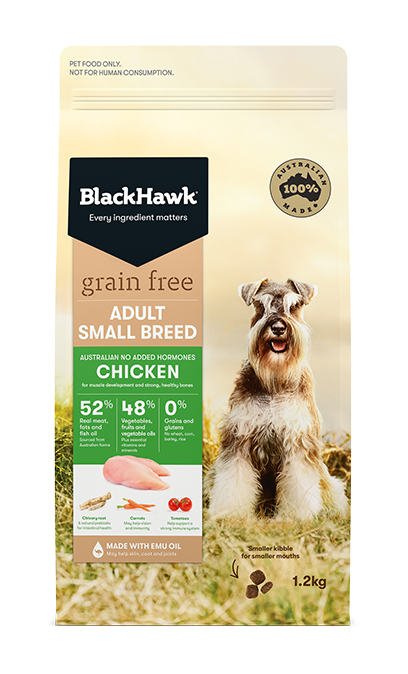 PET FOOD ONLY.
NOT FOR HUMAN CONSUMPTION.
BlackHawk
Every ingredient matters
AUSTRALIAN
100%
MADE
grain free
ADULT
SMALL BREED
AUSTRALIAN NO ADDED HORMONES
CHICKEN
for muscle development and strong, healthy bones
52%
Real meat,
fats and
fish oil
Sourced from
Australian farms
48%
Vegetables,
fruits and
vegetable oils
Plus essential
vitamins and
minerals
0%
Grains and
glutens
No wheat, corn,
barley, rice
Chicory root
A natural prebiotic
for intestinal health
Carrots
May help vision
and immunity
Tomatoes
Help support a
strong immune system
MADE WITH EMU OIL
May help skin, coat and joints
Smaller kibble
for smaller mouths
1.2kg